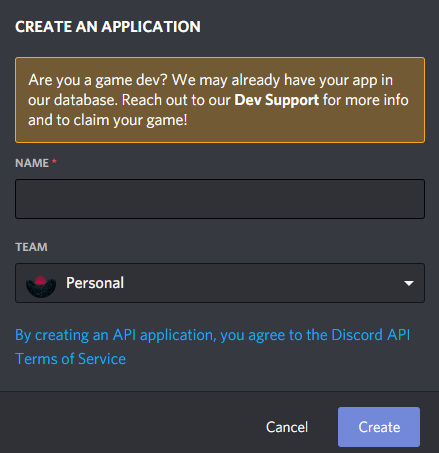 CREATE AN APPLICATION
Are you a game dev? We may already have your app in
our database. Reach out to our Dev Support for more info
and to claim your game!
NAME *
TEAM
Personal
By creating an API application, you agree to the Discord API
Terms of Service
Cancel
Create